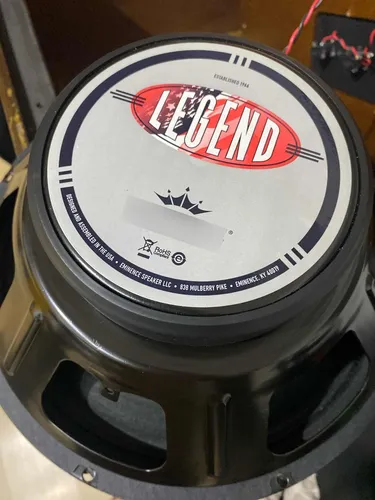 ESTABLISHED 1966
LEGEND
®
RoHS
DESIGNED AND ASSEMBLED IN THE USA • EMINENCE SPEAKER LLC • 838 MULBERRY PIKE • EMINENCE, KY 40019